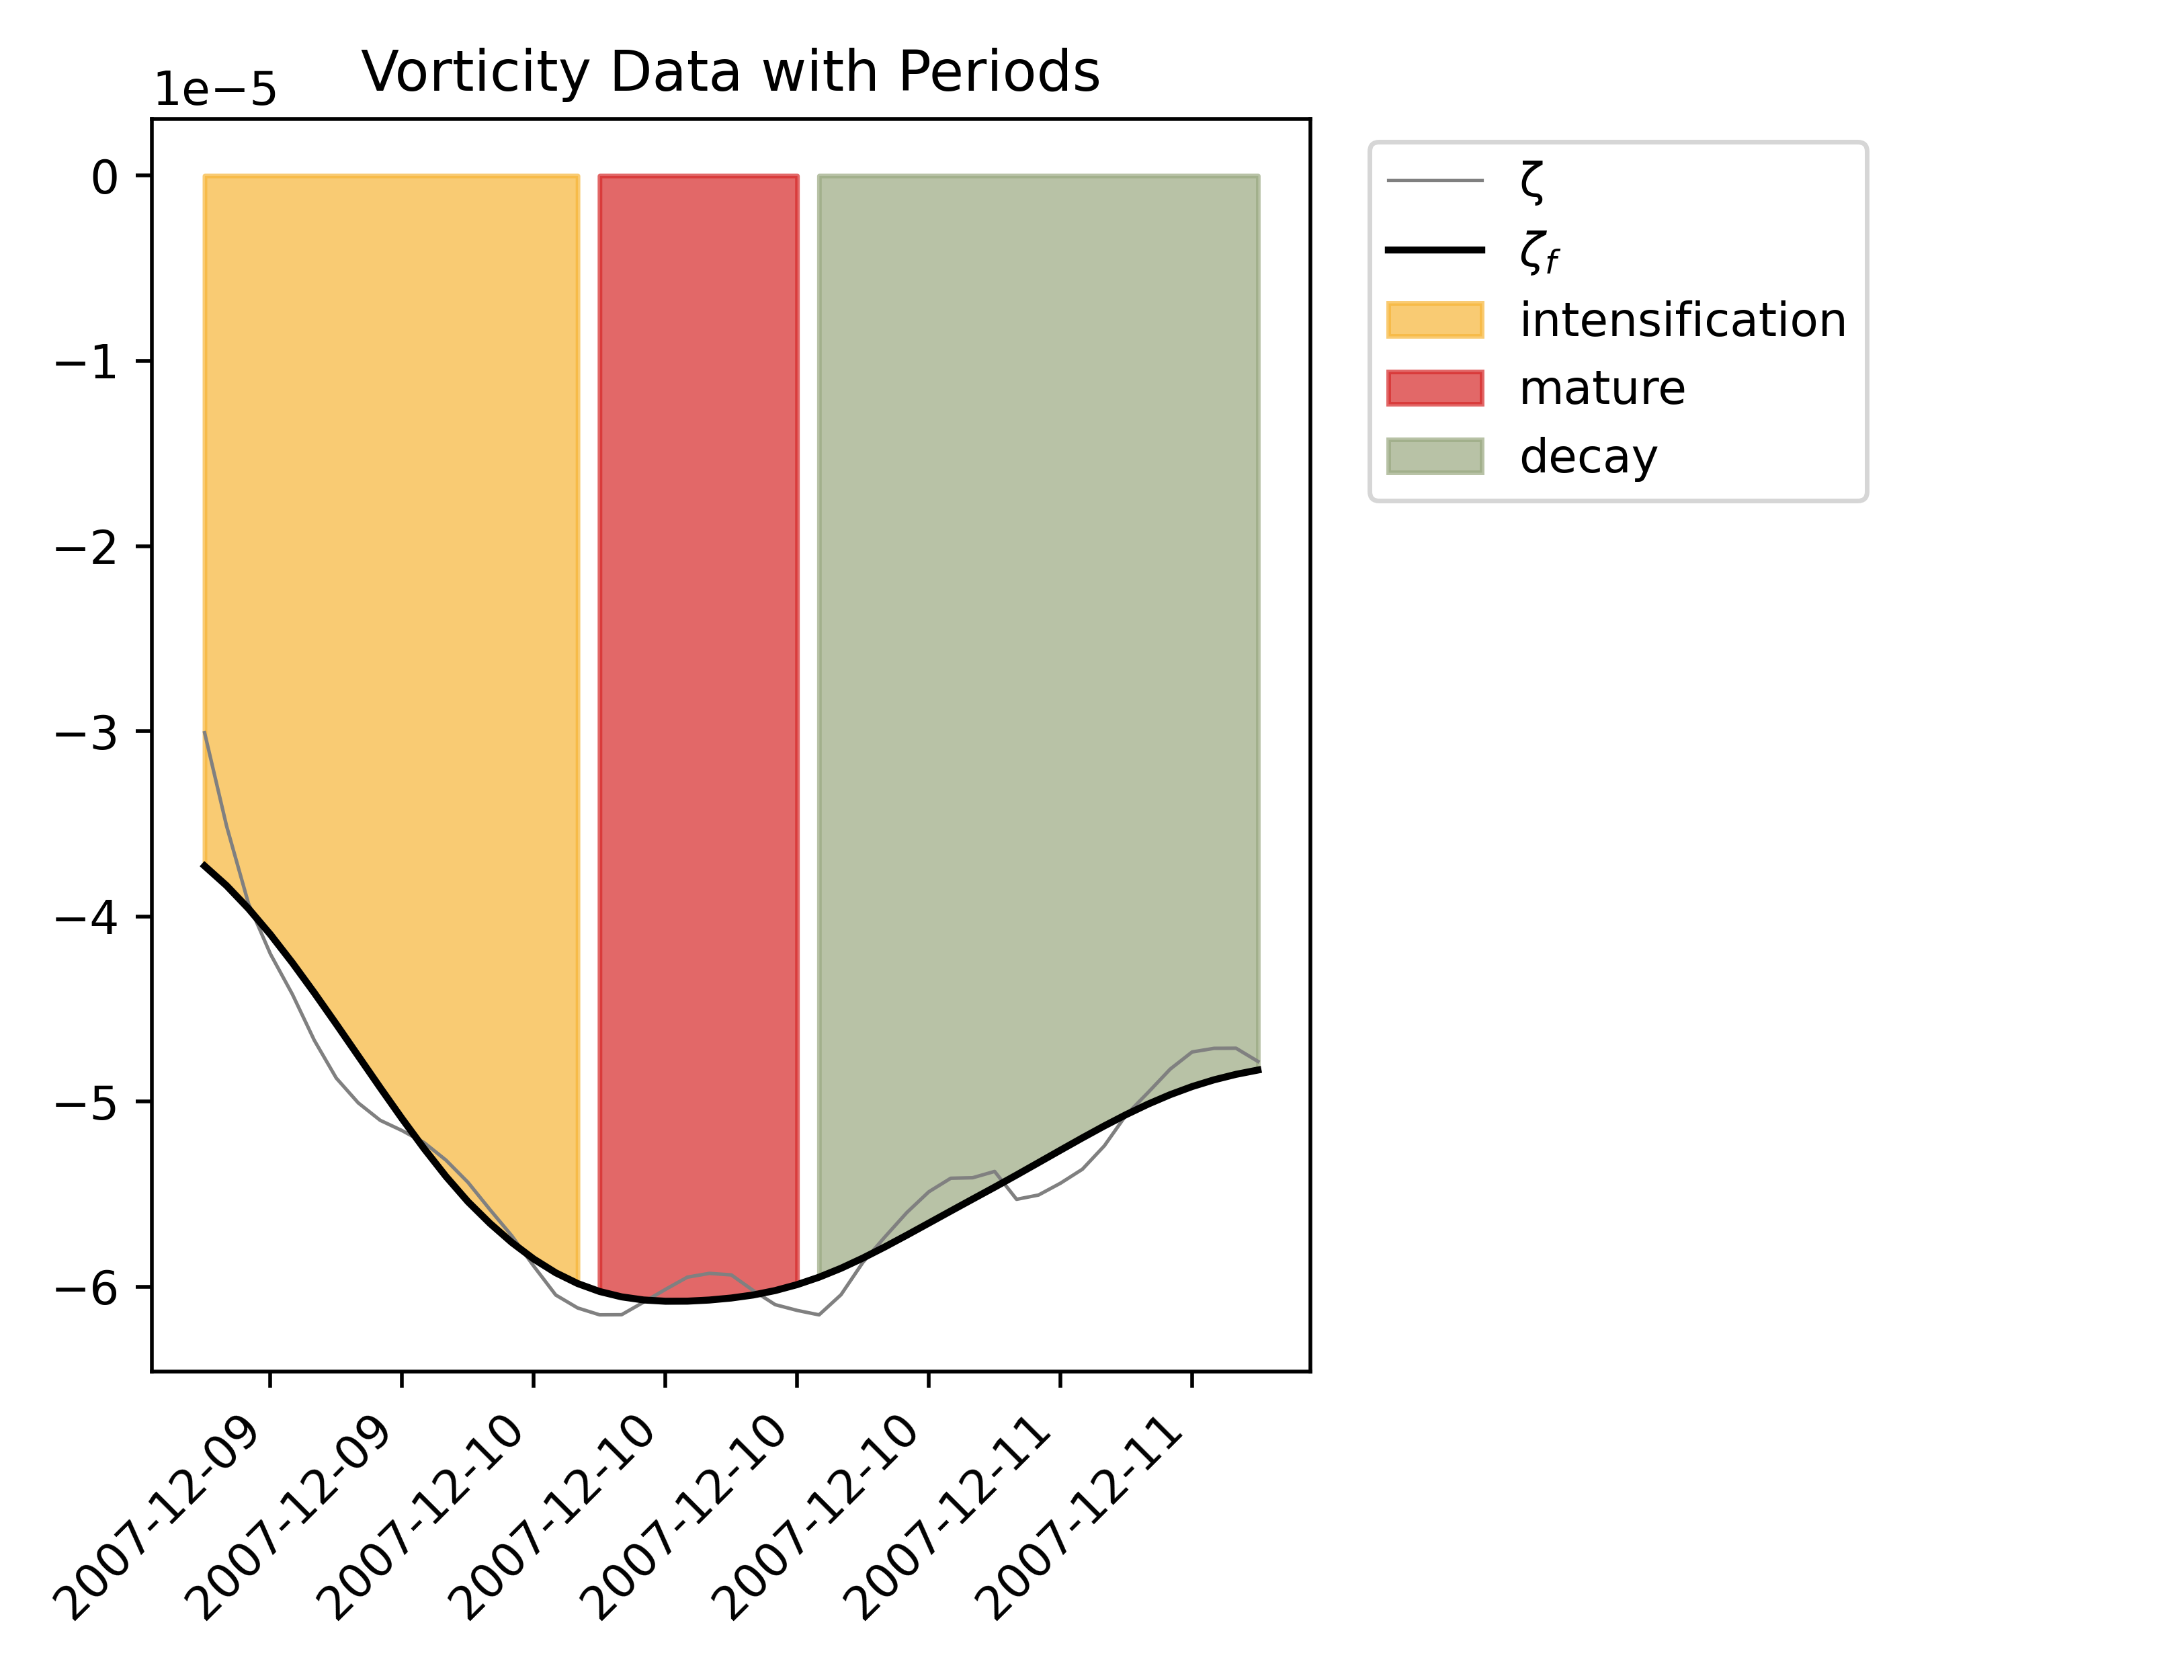 Vorticity Data with Periods
1e−5
0
−1
−2
−3
−4
−5
−6
2007-12-09
2007-12-09
2007-12-10
2007-12-10
2007-12-10
2007-12-10
2007-12-11
2007-12-11
ζ
ζf
intensification
mature
decay